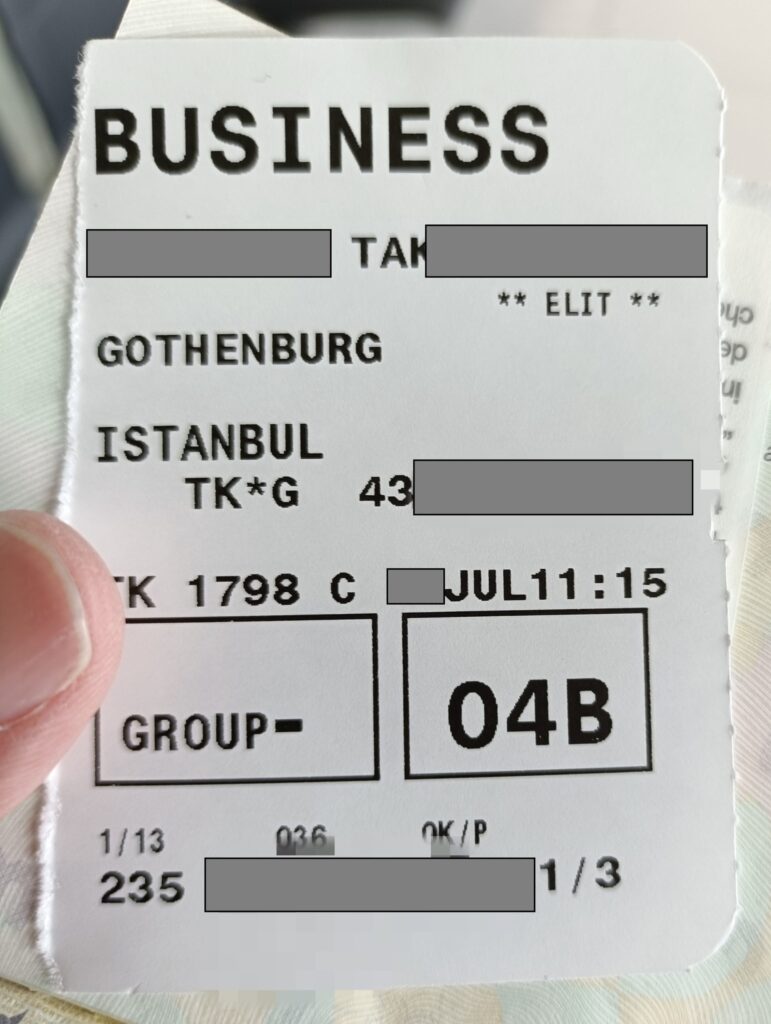 BUSINESS
TAK
** ELIT **
GOTHENBURG
ISTANBUL
TK*G 43
TK 1798 C JUL11:15
GROUP-
04B
1/13 036 OK/P
235 1/3